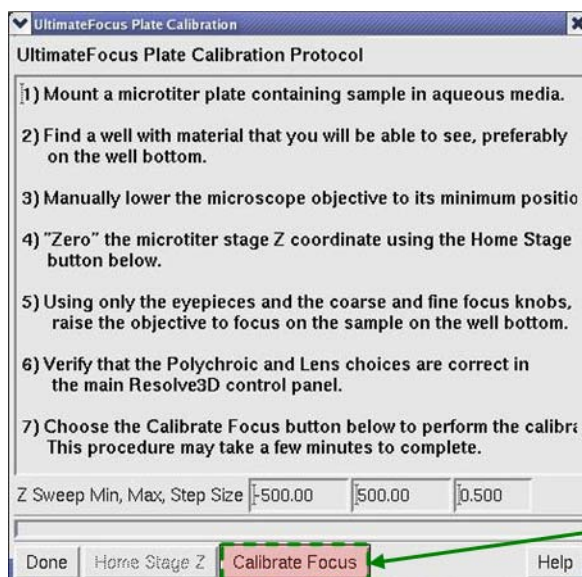 UltimateFocus Plate Calibration
UltimateFocus Plate Calibration Protocol
1) Mount a microtiter plate containing sample in aqueous media.
2) Find a well with material that you will be able to see, preferably
on the well bottom.
3) Manually lower the microscope objective to its minimum positio
4) "Zero" the microtiter stage Z coordinate using the Home Stage
button below.
5) Using only the eyepieces and the coarse and fine focus knobs,
raise the objective to focus on the sample on the well bottom.
6) Verify that the Polychroic and Lens choices are correct in
the main Resolve3D control panel.
7) Choose the Calibrate Focus button below to perform the calibra
This procedure may take a few minutes to complete.
Z Sweep Min, Max, Step Size -500.00 500.00 0.500
Done Home Stage Z Calibrate Focus Help